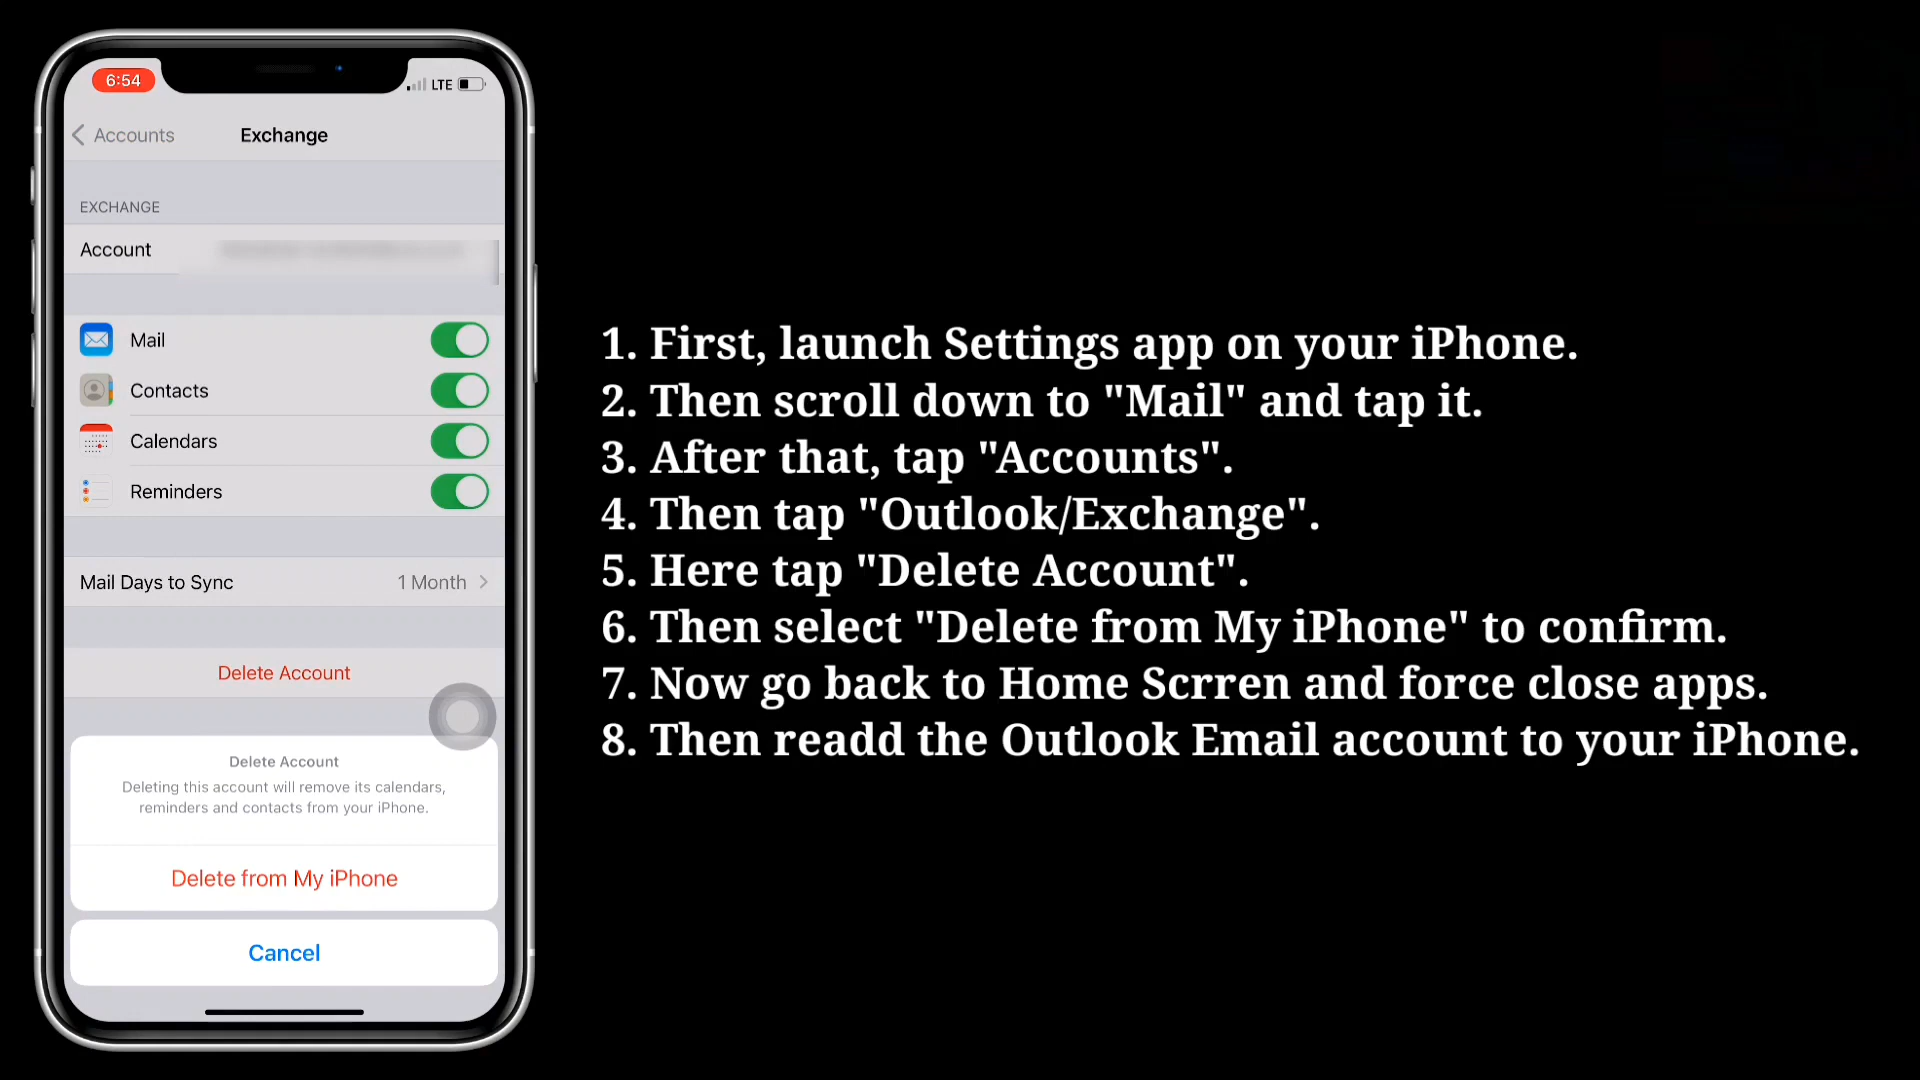 6:54
LTE
Accounts
Exchange
EXCHANGE
Account
Mail
Contacts
Calendars
Reminders
Mail Days to Sync 1 Month
Delete Account
Delete Account
Deleting this account will remove its calendars,
reminders and contacts from your iPhone.
Delete from My iPhone
Cancel
1. First, launch Settings app on your iPhone.
2. Then scroll down to "Mail" and tap it.
3. After that, tap "Accounts".
4. Then tap "Outlook/Exchange".
5. Here tap "Delete Account".
6. Then select "Delete from My iPhone" to confirm.
7. Now go back to Home Scrren and force close apps.
8. Then readd the Outlook Email account to your iPhone.